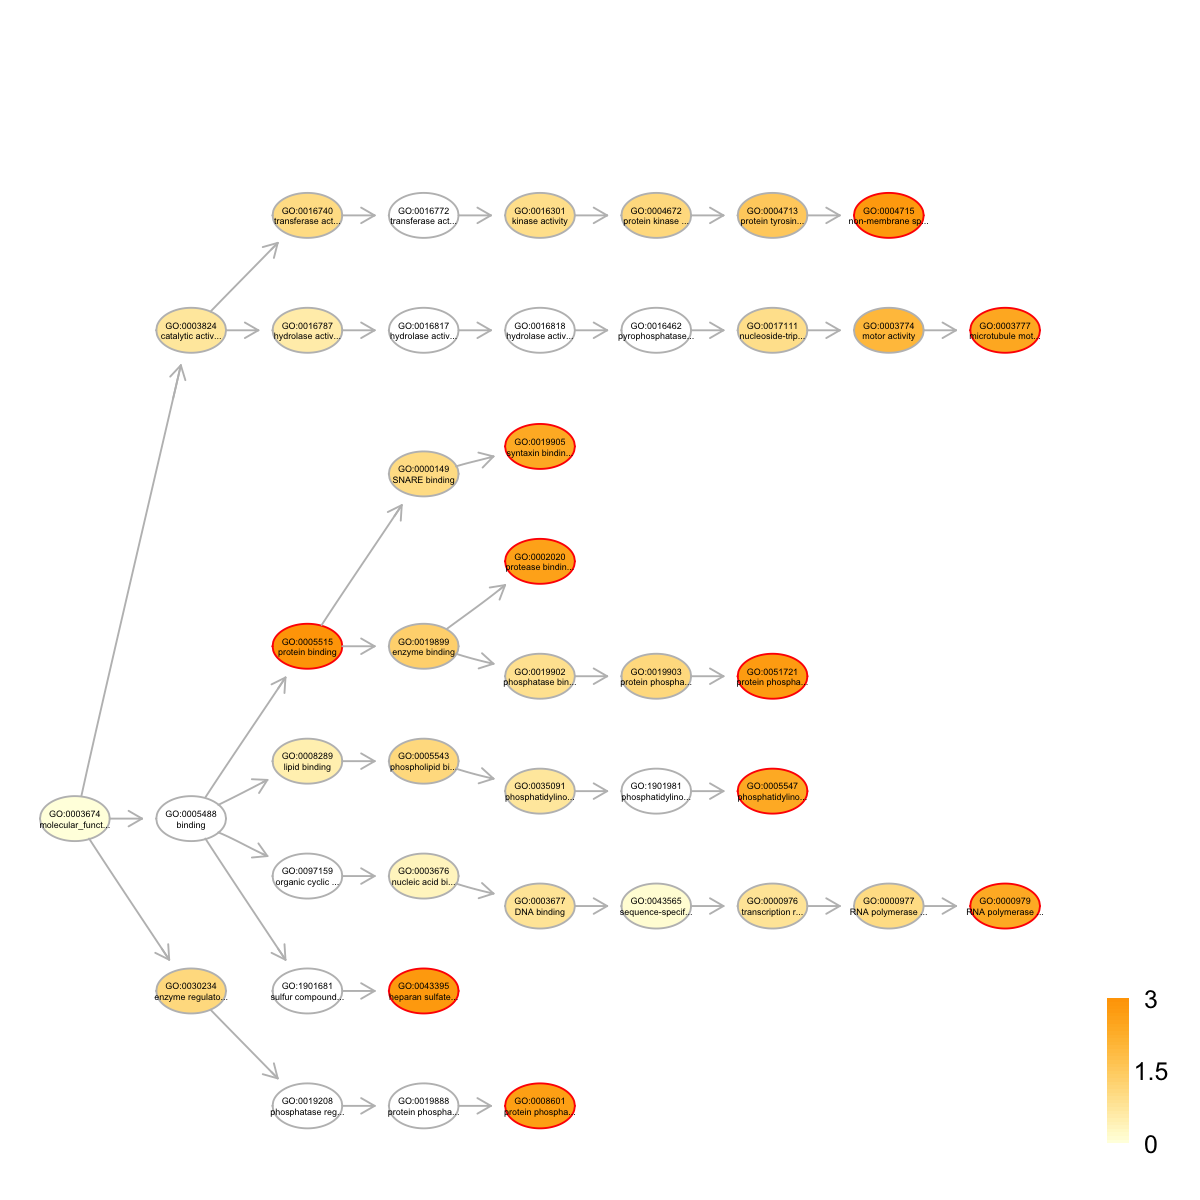 GO:0016740
transferase act...
GO:0016772
transferase act...
GO:0016301
kinase activity
GO:0004672
protein kinase ...
GO:0004713
protein tyrosin...
GO:0004715
non-membrane sp...
GO:0003824
catalytic activ...
GO:0016787
hydrolase activ...
GO:0016817
hydrolase activ...
GO:0016818
hydrolase activ...
GO:0016462
pyrophosphatase...
GO:0017111
nucleoside-trip...
GO:0003774
motor activity
GO:0003777
microtubule mot...
GO:0019905
syntaxin bindin...
GO:0000149
SNARE binding
GO:0002020
protease bindin...
GO:0005515
protein binding
GO:0019899
enzyme binding
GO:0019902
phosphatase bin...
GO:0019903
protein phospha...
GO:0051721
protein phospha...
GO:0008289
lipid binding
GO:0005543
phospholipid bi...
GO:0035091
phosphatidylino...
GO:1901981
phosphatidylino...
GO:0005547
phosphatidylino...
GO:0003674
molecular_funct...
GO:0005488
binding
GO:0097159
organic cyclic ...
GO:0003676
nucleic acid bi...
GO:0003677
DNA binding
GO:0043565
sequence-specif...
GO:0000976
transcription r...
GO:0000977
RNA polymerase ...
GO:0000979
RNA polymerase ...
GO:0030234
enzyme regulato...
GO:1901681
sulfur compound...
GO:0043395
heparan sulfate...
GO:0019208
phosphatase reg...
GO:0019888
protein phospha...
GO:0008601
protein phospha...
3
1.5
0